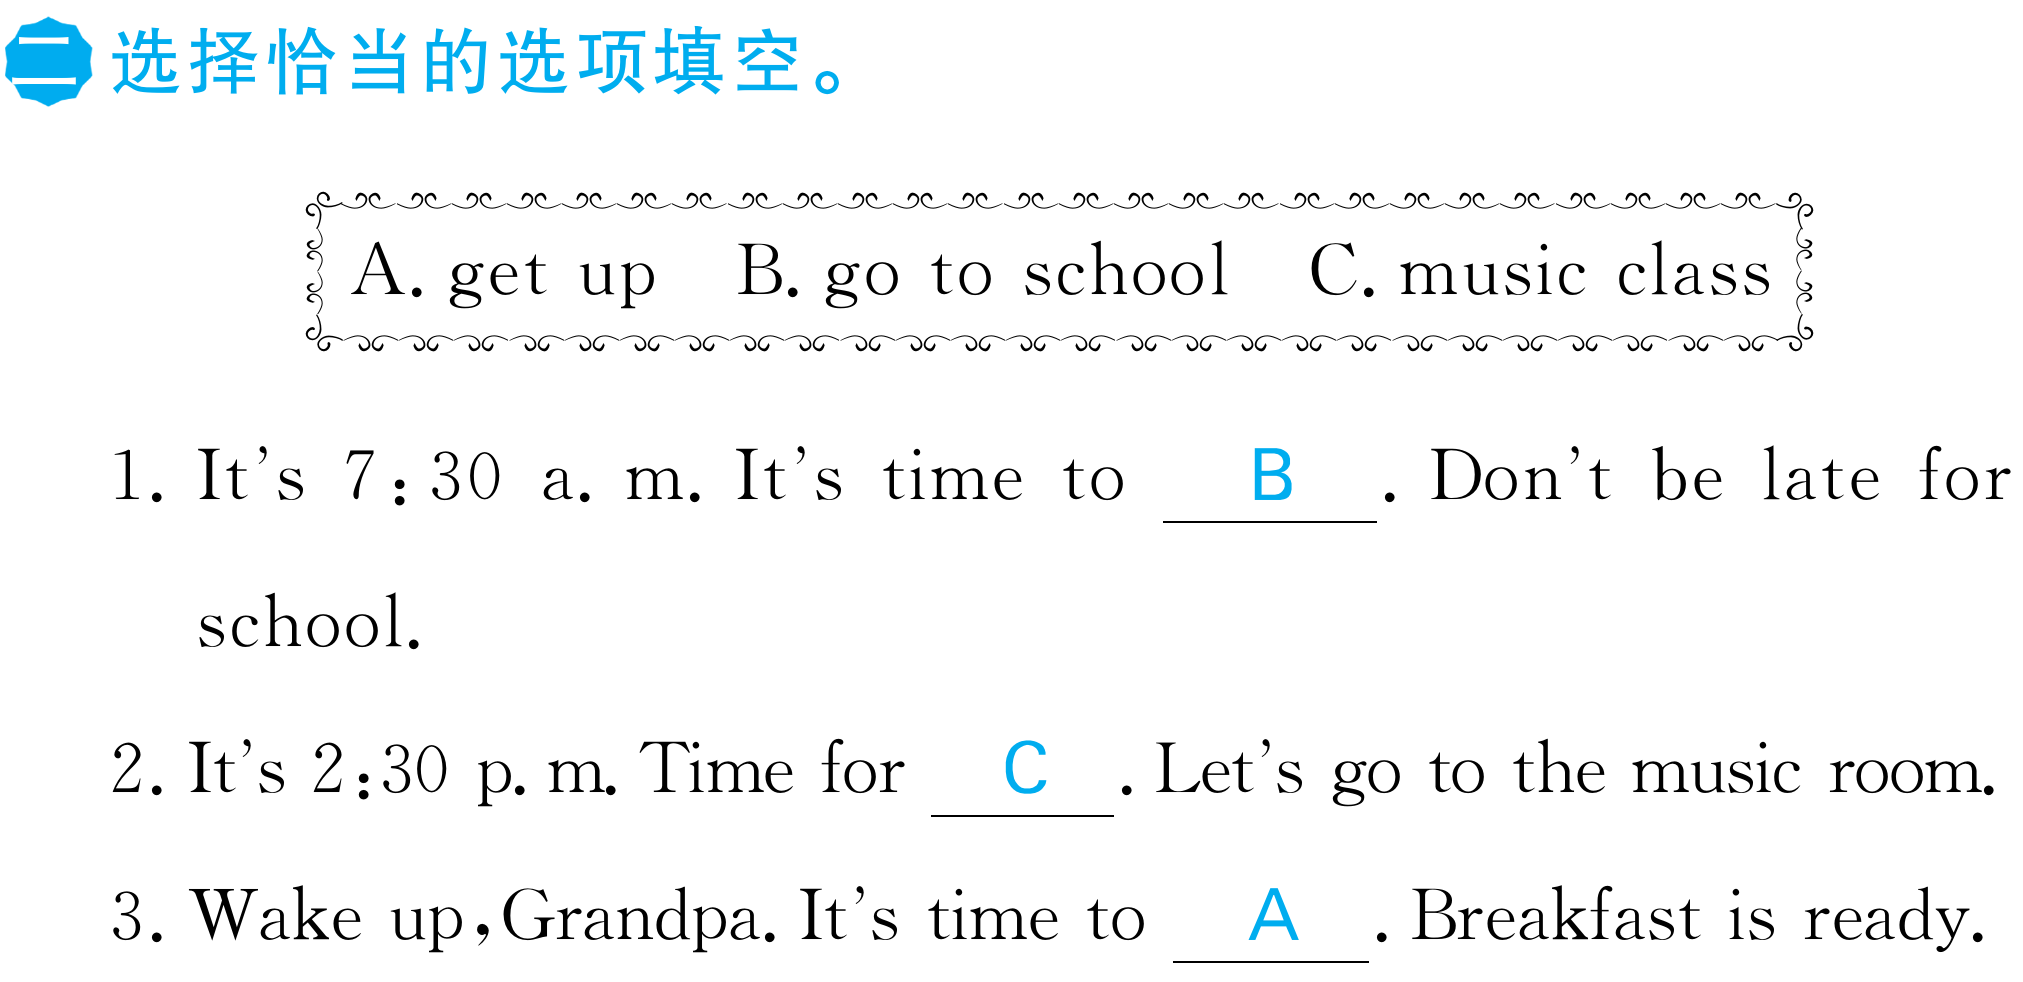 二 选择恰当的选项填空。
A. get up B. go to school C. music class
1. It's 7:30 a. m. It's time to B . Don't be late for
school.
2. It's 2:30 p. m. Time for C . Let's go to the music room.
3. Wake up,Grandpa. It's time to A . Breakfast is ready.